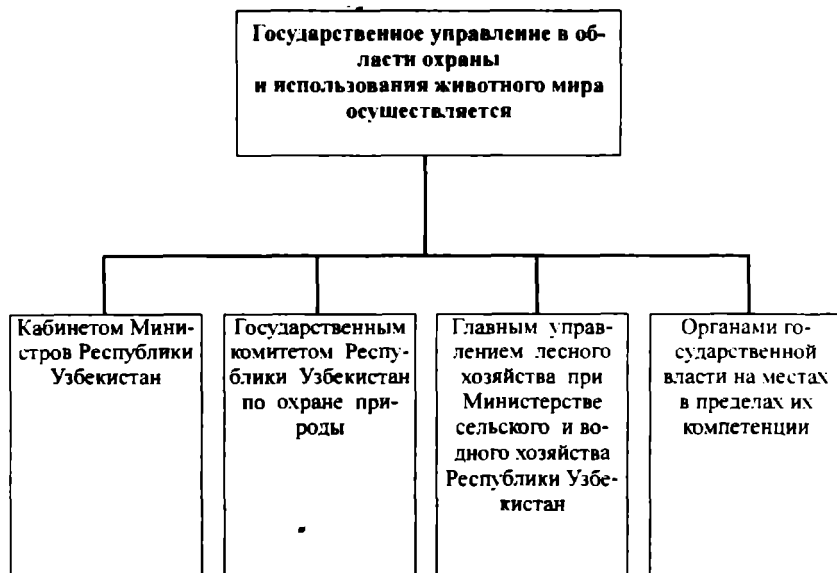 Государственное управление в об-
ласти охраны
и использования животного мира
осуществляется
Кабинетом Мини-
стров Республики
Узбекистан
Государственным
комитетом Респу-
блики Узбекистан
по охране при-
роды
Главным управ-
лением лесного
хозяйства при
Министерстве
сельского и во-
дного хозяйства
Республики Узбе-
кистан
Органами го-
сударственной
власти на местах
в пределах их
компетенции